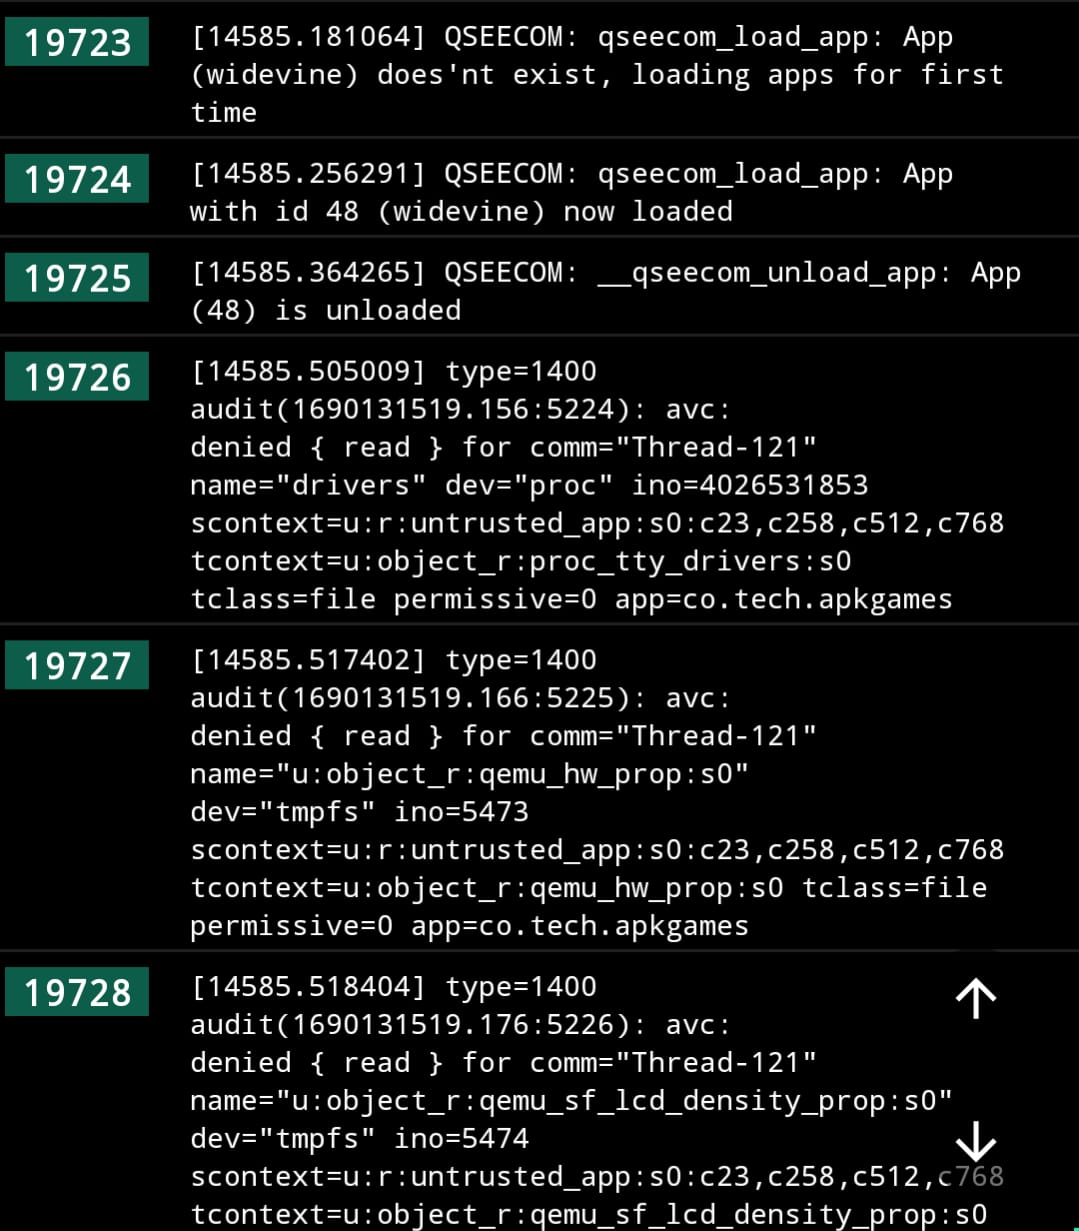 19723
[14585.181064] QSEECOM: qseecom_load_app: App
(widevine) does'nt exist, loading apps for first
time
19724
[14585.256291] QSEECOM: qseecom_load_app: App
with id 48 (widevine) now loaded
19725
[14585.364265] QSEECOM: __qseecom_unload_app: App
(48) is unloaded
19726
[14585.505009] type=1400
audit(1690131519.156:5224): avc:
denied { read } for comm="Thread-121"
name="drivers" dev="proc" ino=4026531853
scontext=u:r:untrusted_app:s0:c23,c258,c512,c768
tcontext=u:object_r:proc_tty_drivers:s0
tclass=file permissive=0 app=co.tech.apkgames
19727
[14585.517402] type=1400
audit(1690131519.166:5225): avc:
denied { read } for comm="Thread-121"
name="u:object_r:qemu_hw_prop:s0"
dev="tmpfs" ino=5473
scontext=u:r:untrusted_app:s0:c23,c258,c512,c768
tcontext=u:object_r:qemu_hw_prop:s0 tclass=file
permissive=0 app=co.tech.apkgames
19728
[14585.518404] type=1400
audit(1690131519.176:5226): avc:
denied { read } for comm="Thread-121"
name="u:object_r:qemu_sf_lcd_density_prop:s0"
dev="tmpfs" ino=5474
scontext=u:r:untrusted_app:s0:c23,c258,c512,c768
tcontext=u:object_r:qemu_sf_lcd_density_prop:s0